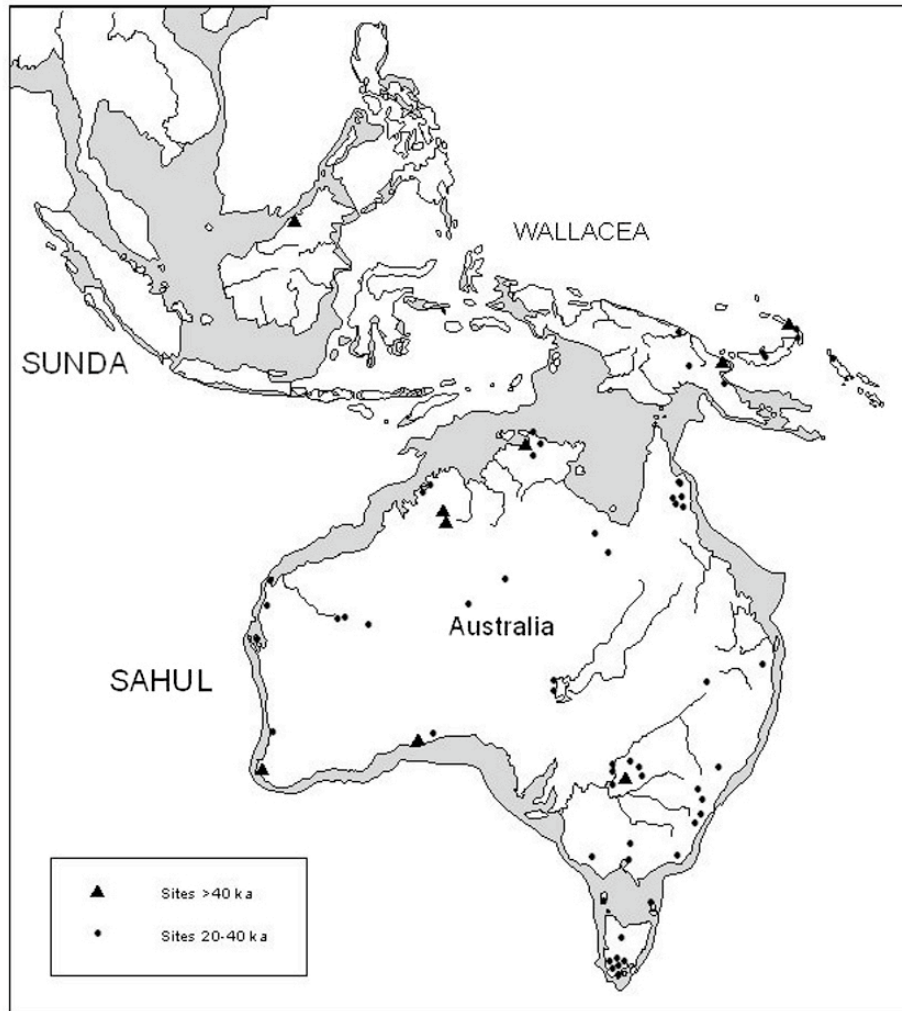 WALLACEA
SUNDA
Australia
SAHUL
Sites >40 ka
Sites 20-40 ka